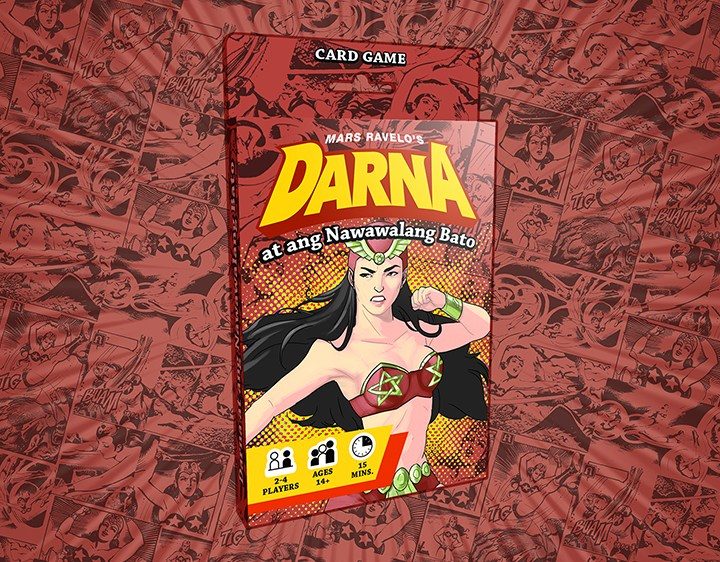 CARD GAME
MARS RAVELO'S
DARNA
at ang Nawawalang Bato
2-4
PLAYERS
AGES
14+
15
MINS.